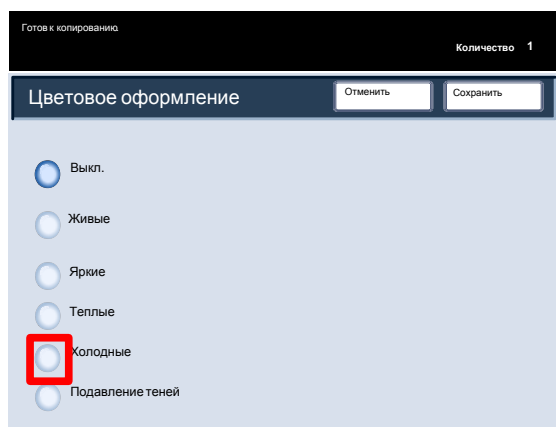 Готов к копированию.
Количество 1
Цветовое оформление
Отменить
Сохранить
Выкл.
Живые
Яркие
Теплые
Холодные
Подавление теней